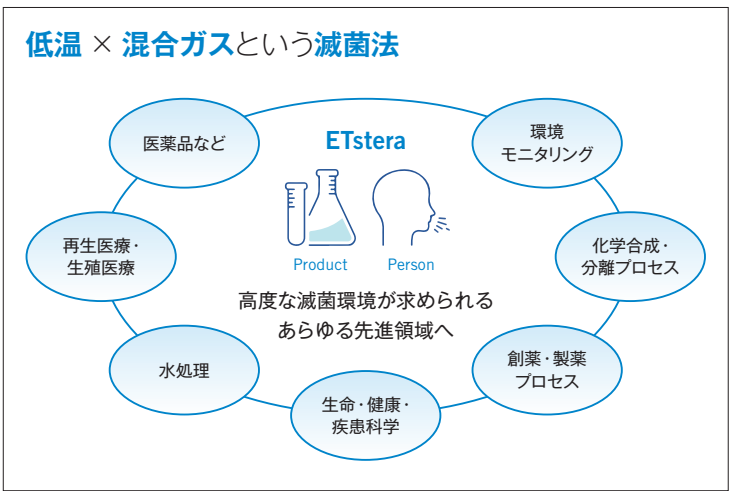 低温 × 混合ガスという滅菌法
医薬品など
ETstera
環境
モニタリング
再生医療・
生殖医療
Product
Person
化学合成・
分離プロセス
高度な滅菌環境が求められる
あらゆる先進領域へ
水処理
創薬・製薬
プロセス
生命・健康・
疾患科学